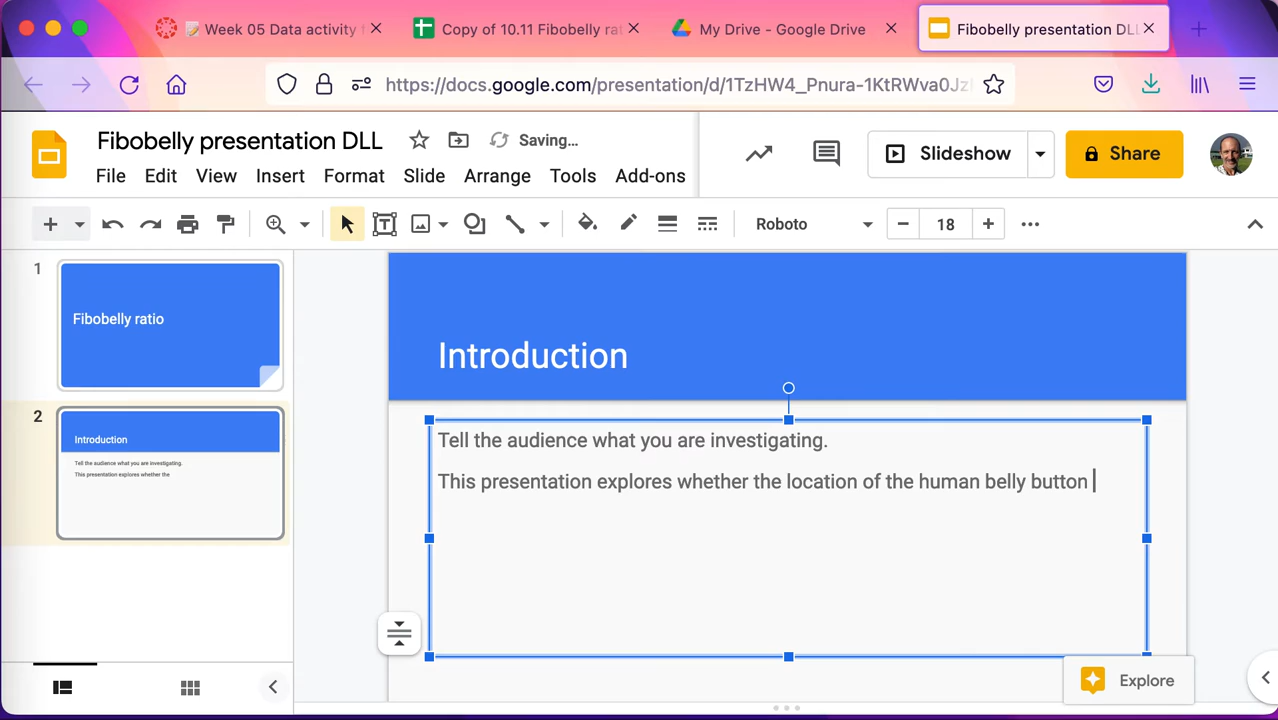 Week 05 Data activity f
Copy of 10.11 Fibobelly rat
My Drive - Google Drive
Fibobelly presentation DLL
https://docs.google.com/presentation/d/1TzHW4_Pnura-1KtRWva0Jz
Fibobelly presentation DLL
Saving...
File Edit View Insert Format Slide Arrange Tools Add-ons
Slideshow
Share
Roboto
18
1
Fibobelly ratio
2
Introduction
Tell the audience what you are investigating.
This presentation explores whether the
Introduction
Tell the audience what you are investigating.
This presentation explores whether the location of the human belly button
Explore